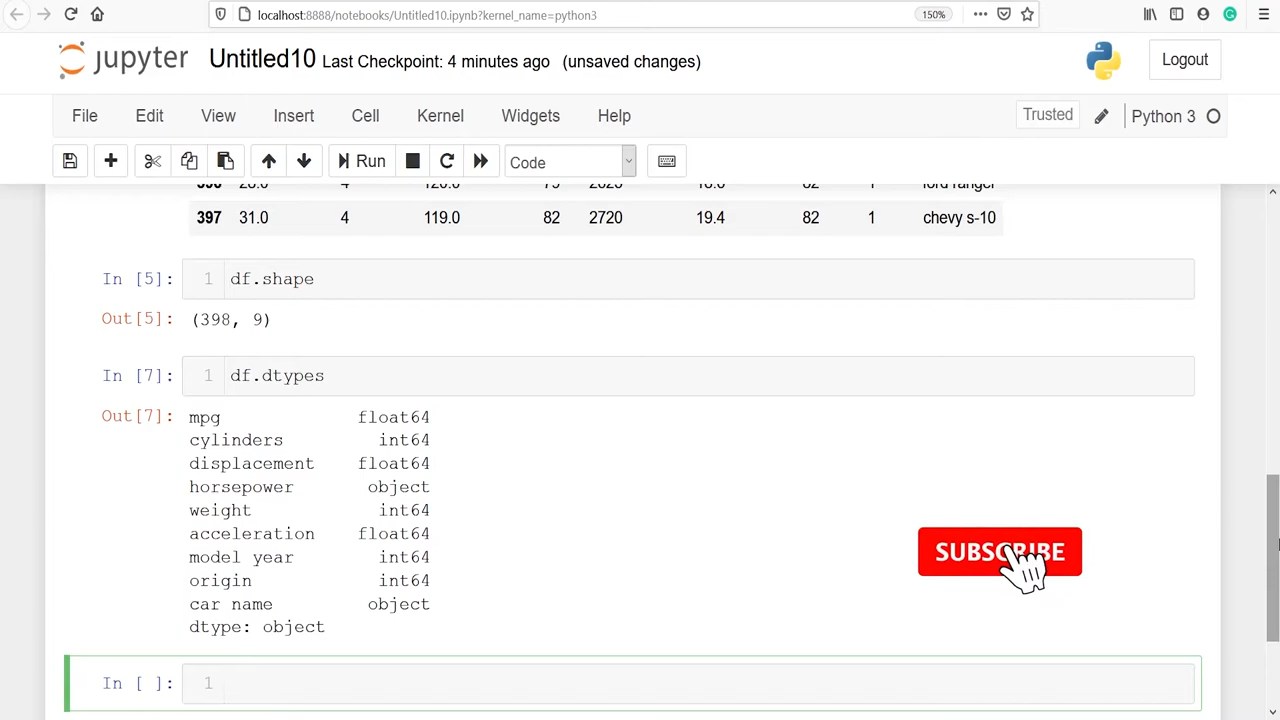 localhost:8888/notebooks/Untitled10.ipynb?kernel_name=python3 150%
jupyter Untitled10 Last Checkpoint: 4 minutes ago (unsaved changes) Logout
File Edit View Insert Cell Kernel Widgets Help Trusted Python 3
Run Code
397 31.0 4 119.0 82 2720 19.4 82 1 chevy s-10
In [5]: 1 df.shape
Out[5]: (398, 9)
In [7]: 1 df.dtypes
Out[7]: mpg float64
cylinders int64
displacement float64
horsepower object
weight int64
acceleration float64
model year int64
origin int64
car name object
dtype: object
SUBSCRIBE
In [ ]: 1